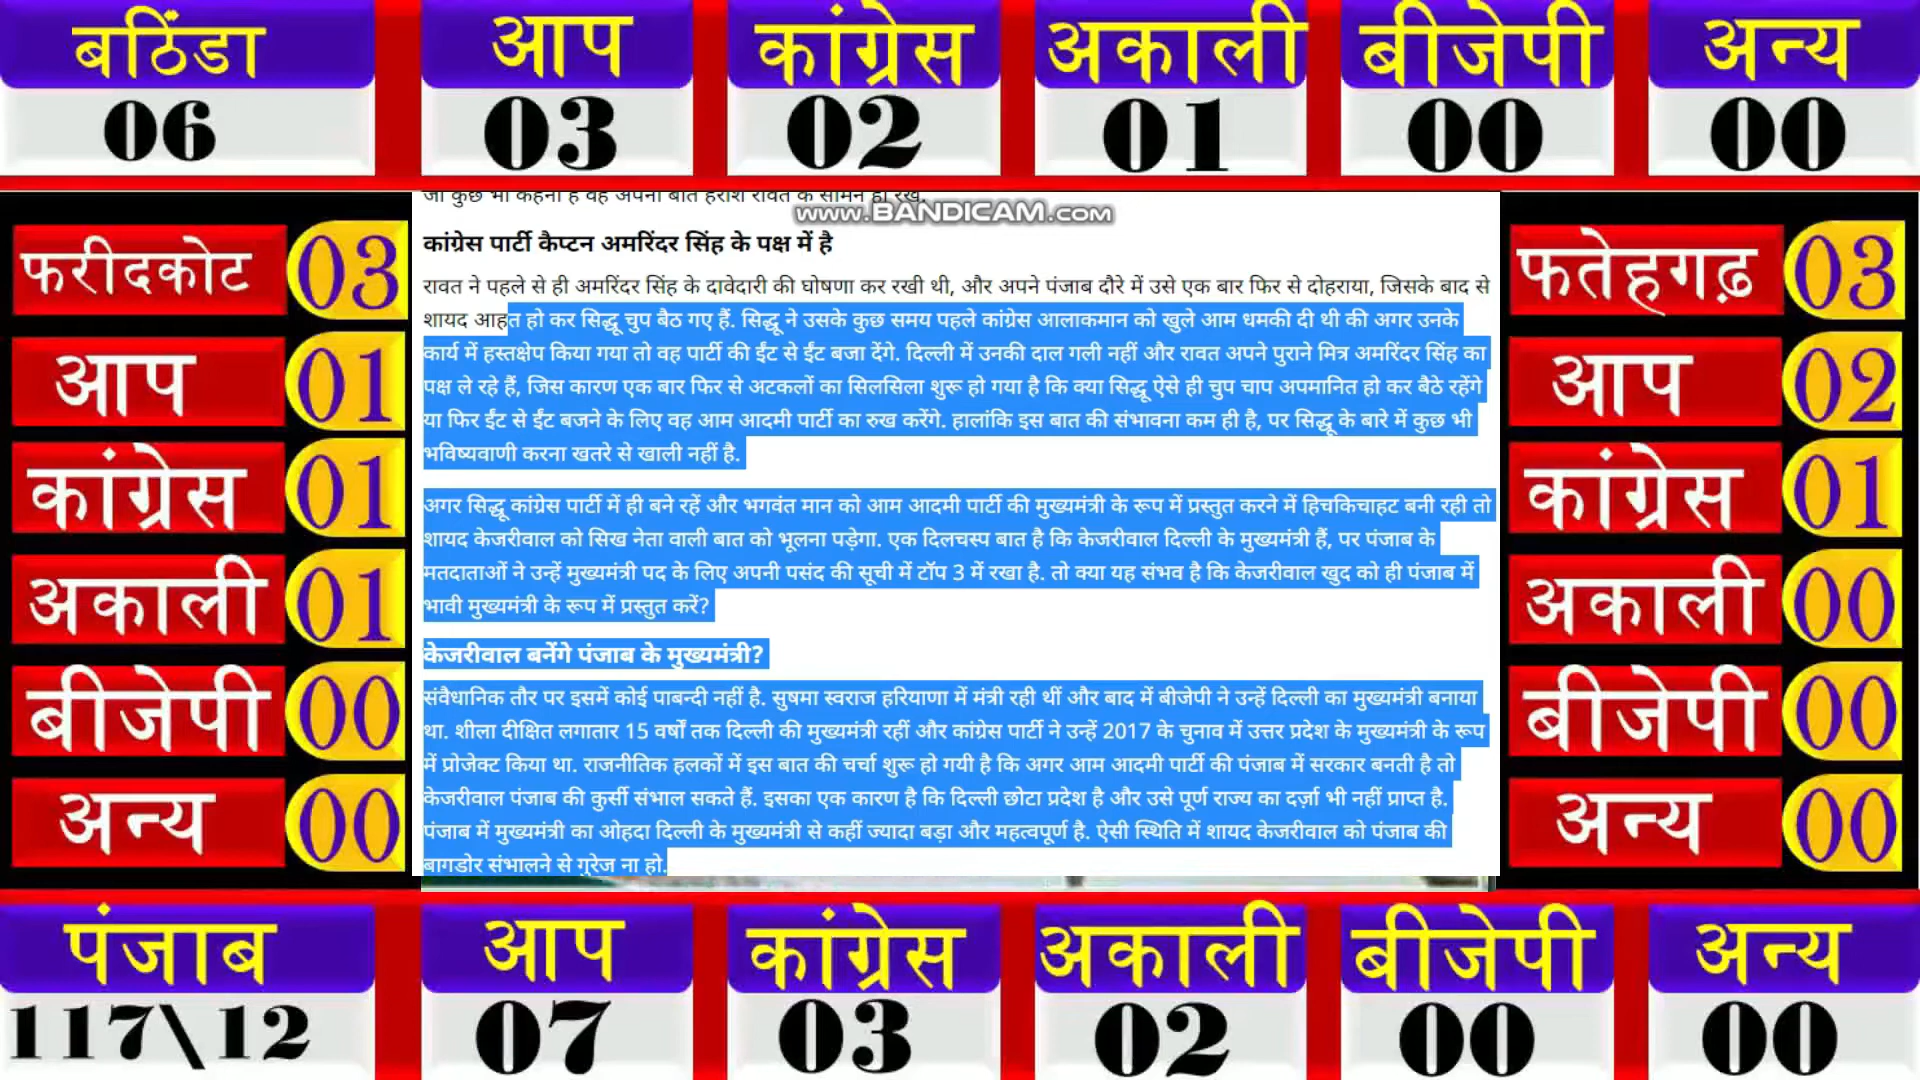 बठिंडा आप कांग्रेस अकाली बीजेपी अन्य
06 03 02 01 00 00
जो कुछ भी कहना है वह अपनी बात हरीश रावत के सामने ही रखें.
www.BANDICAM.com
कांग्रेस पार्टी कैप्टन अमरिंदर सिंह के पक्ष में है
रावत ने पहले से ही अमरिंदर सिंह के दावेदारी की घोषणा कर रखी थी, और अपने पंजाब दौरे में उसे एक बार फिर से दोहराया, जिसके बाद से
शायद आहत हो कर सिद्धू चुप बैठ गए हैं. सिद्धू ने उसके कुछ समय पहले कांग्रेस आलाकमान को खुले आम धमकी दी थी की अगर उनके
कार्य में हस्तक्षेप किया गया तो वह पार्टी की ईंट से ईंट बजा देंगे. दिल्ली में उनकी दाल गली नहीं और रावत अपने पुराने मित्र अमरिंदर सिंह का
पक्ष ले रहे हैं, जिस कारण एक बार फिर से अटकलों का सिलसिला शुरू हो गया है कि क्या सिद्धू ऐसे ही चुप चाप अपमानित हो कर बैठे रहेंगे
या फिर ईंट से ईंट बजने के लिए वह आम आदमी पार्टी का रुख करेंगे. हालांकि इस बात की संभावना कम ही है, पर सिद्धू के बारे में कुछ भी
भविष्यवाणी करना खतरे से खाली नहीं है.
अगर सिद्धू कांग्रेस पार्टी में ही बने रहें और भगवंत मान को आम आदमी पार्टी की मुख्यमंत्री के रूप में प्रस्तुत करने में हिचकिचाहट बनी रही तो
शायद केजरीवाल को सिख नेता वाली बात को भूलना पड़ेगा. एक दिलचस्प बात है कि केजरीवाल दिल्ली के मुख्यमंत्री हैं, पर पंजाब के
मतदाताओं ने उन्हें मुख्यमंत्री पद के लिए अपनी पसंद की सूची में टॉप 3 में रखा है. तो क्या यह संभव है कि केजरीवाल खुद को ही पंजाब में
भावी मुख्यमंत्री के रूप में प्रस्तुत करें?
केजरीवाल बनेंगे पंजाब के मुख्यमंत्री?
संवैधानिक तौर पर इसमें कोई पाबन्दी नहीं है. सुषमा स्वराज हरियाणा में मंत्री रही थीं और बाद में बीजेपी ने उन्हें दिल्ली का मुख्यमंत्री बनाया
था. शीला दीक्षित लगातार 15 वर्षों तक दिल्ली की मुख्यमंत्री रहीं और कांग्रेस पार्टी ने उन्हें 2017 के चुनाव में उत्तर प्रदेश के मुख्यमंत्री के रूप
में प्रोजेक्ट किया था. राजनीतिक हलकों में इस बात की चर्चा शुरू हो गयी है कि अगर आम आदमी पार्टी की पंजाब में सरकार बनती है तो
केजरीवाल पंजाब की कुर्सी संभाल सकते हैं. इसका एक कारण है कि दिल्ली छोटा प्रदेश है और उसे पूर्ण राज्य का दर्ज़ा भी नहीं प्राप्त है.
पंजाब में मुख्यमंत्री का ओहदा दिल्ली के मुख्यमंत्री से कहीं ज्यादा बड़ा और महत्वपूर्ण है. ऐसी स्थिति में शायद केजरीवाल को पंजाब की
बागडोर संभालने से गुरेज ना हो.
फरीदकोट 03
आप 01
कांग्रेस 01
अकाली 01
बीजेपी 00
अन्य 00
फतेहगढ़ 03
आप 02
कांग्रेस 01
अकाली 00
बीजेपी 00
अन्य 00
पंजाब आप कांग्रेस अकाली बीजेपी अन्य
117\12 07 03 02 00 00